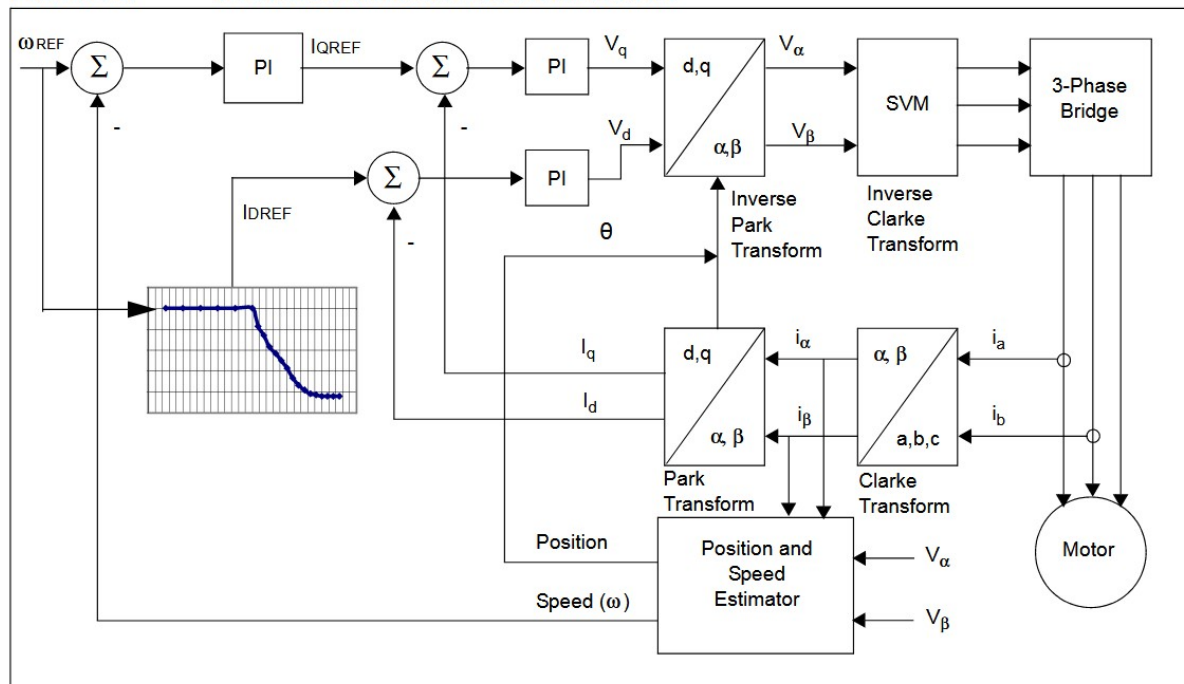 ωREF
Σ
-
PI
IQREF
Σ
-
PI
Vq
Vd
d,q
α,β
Inverse
Park
Transform
Vα
Vβ
SVM
Inverse
Clarke
Transform
3-Phase
Bridge
Σ
-
PI
IDREF
θ
Iq
Id
d,q
α, β
Park
Transform
iα
iβ
α, β
a,b,c
Clarke
Transform
ia
ib
Motor
Position
Speed (ω)
Position and
Speed
Estimator
Vα
Vβ